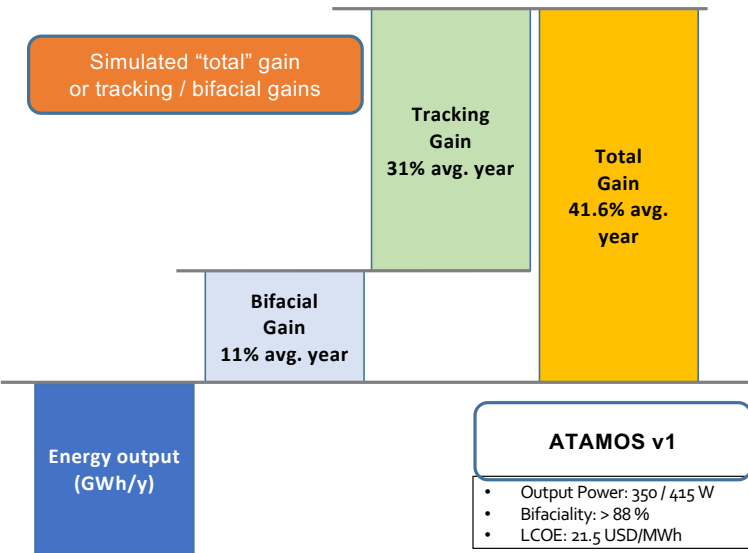 Simulated “total” gain
or tracking / bifacial gains
Tracking
Gain
31% avg. year
Total
Gain
41.6% avg.
year
Bifacial
Gain
11% avg. year
Energy output
(GWh/y)
ATAMOS v1
• Output Power: 350 / 415 W
• Bifaciality: > 88 %
• LCOE: 21.5 USD/MWh